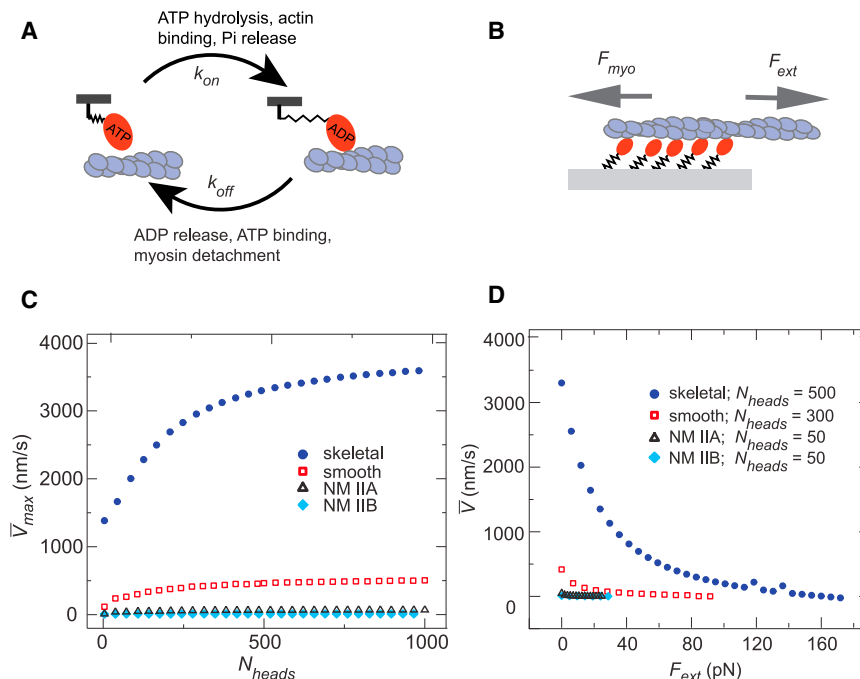 A
ATP hydrolysis, actin
binding, Pi release
k_on
ATP
ADP
k_off
ADP release, ATP binding,
myosin detachment
B
F_myo
F_ext
C
4000
3000
2000
1000
0
V̅_max (nm/s)
skeletal
smooth
NM IIA
NM IIB
0
500
1000
N_heads
D
4000
3000
2000
1000
0
V̅ (nm/s)
skeletal; N_heads = 500
smooth; N_heads = 300
NM IIA; N_heads = 50
NM IIB; N_heads = 50
0
40
80
120
160
F_ext (pN)